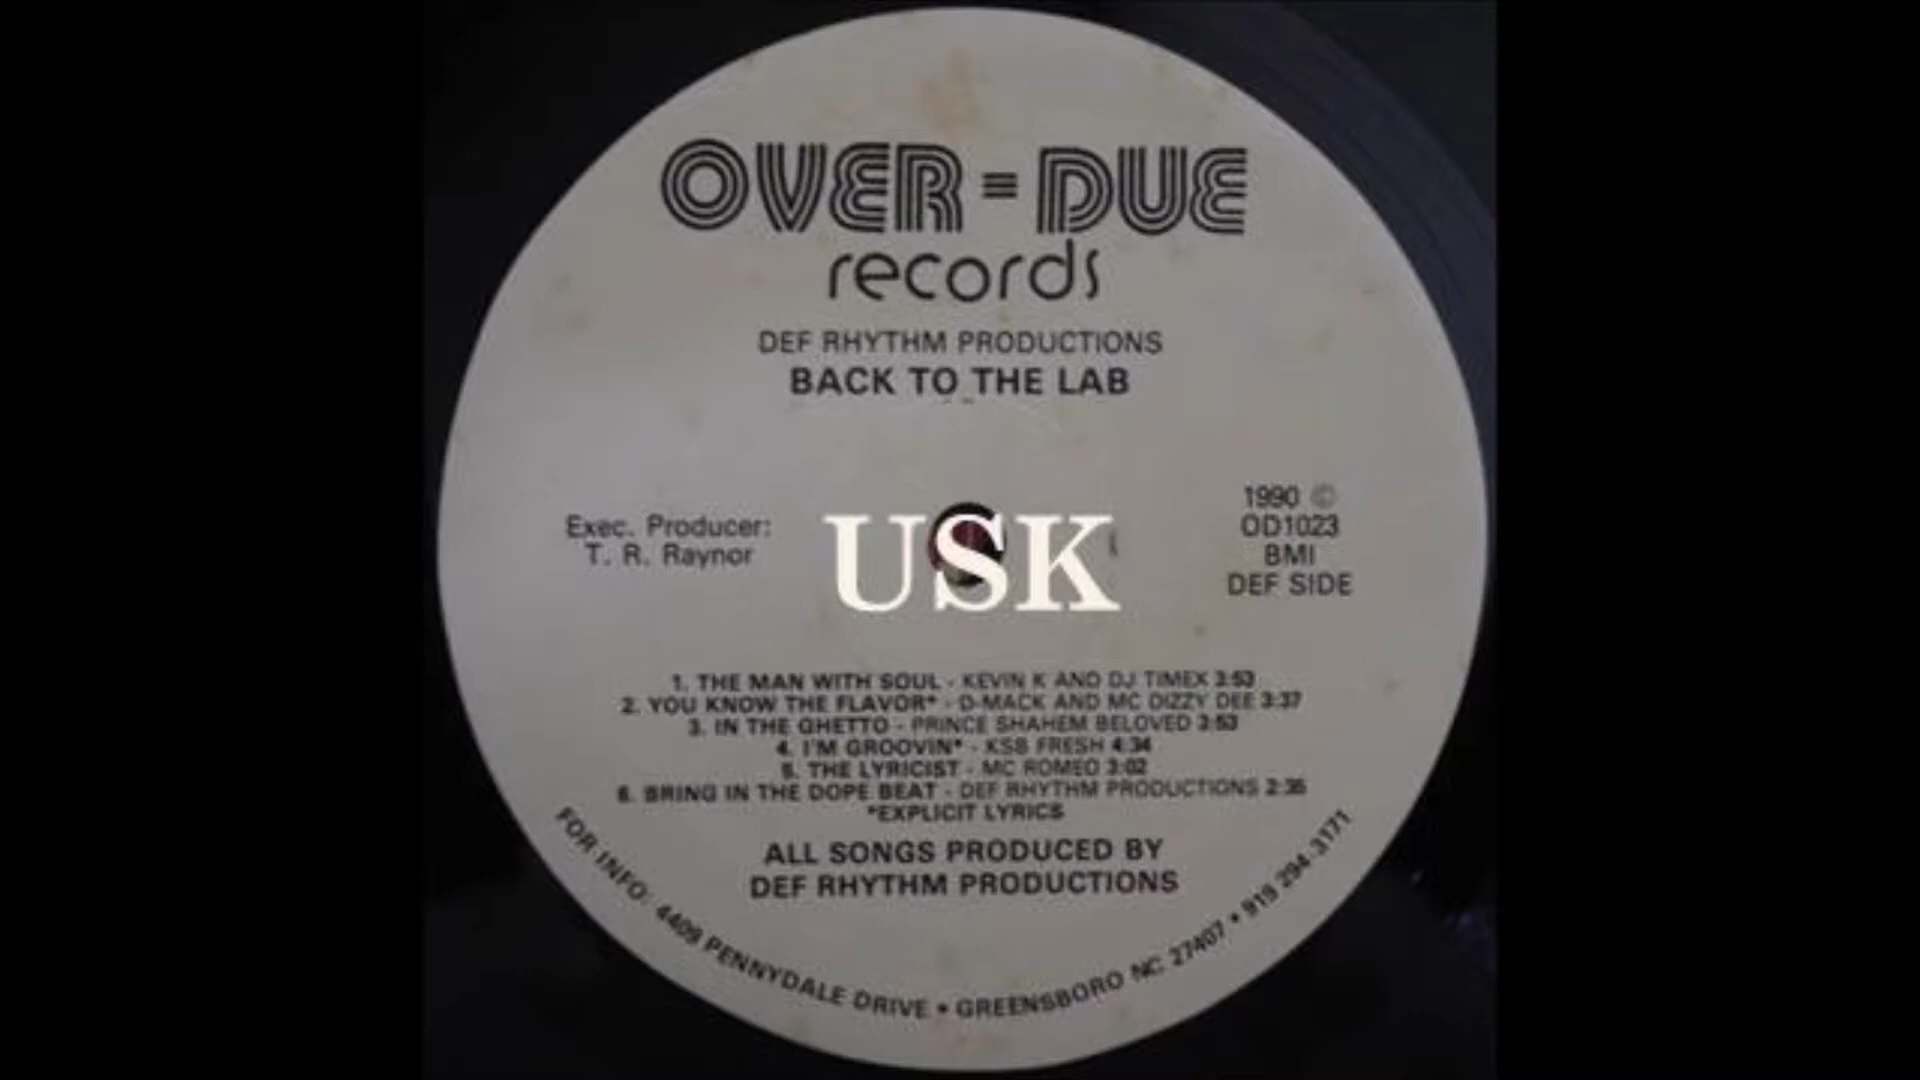 OVER-DUE
records
DEF RHYTHM PRODUCTIONS
BACK TO THE LAB
Exec. Producer:
T. R. Raynor
USK
1990 ©
OD1023
BMI
DEF SIDE
1. THE MAN WITH SOUL - KEVIN K AND DJ TIMEX 3:53
2. YOU KNOW THE FLAVOR* - D-MACK AND MC DIZZY DEE 3:37
3. IN THE GHETTO - PRINCE SHAHEM BELOVED 3:53
4. I'M GROOVIN* - KSB FRESH 4:34
5. THE LYRICIST - MC ROMEO 3:02
6. BRING IN THE DOPE BEAT - DEF RHYTHM PRODUCTIONS 2:35
*EXPLICIT LYRICS
ALL SONGS PRODUCED BY
DEF RHYTHM PRODUCTIONS
FOR INFO: 4409 PENNYDALE DRIVE • GREENSBORO NC 27407 • 919 294-3171